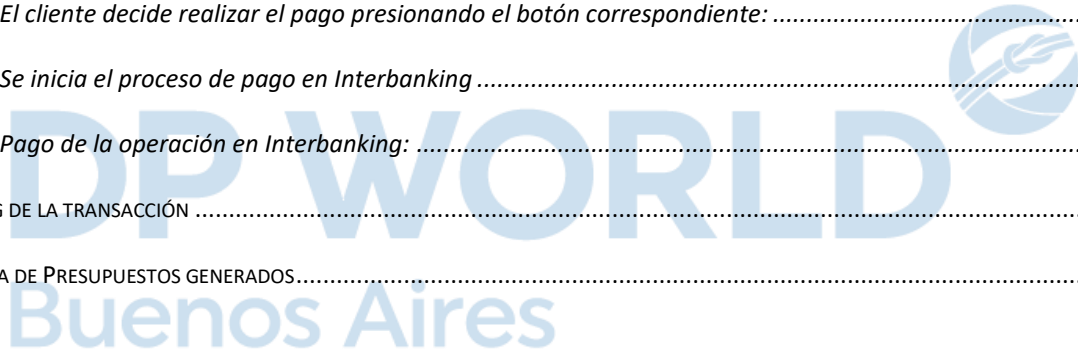 El cliente decide realizar el pago presionando el botón correspondiente: ........................................................
Se inicia el proceso de pago en Interbanking ........................................................
DP WORLD
Pago de la operación en Interbanking: ........................................................
DE LA TRANSACCIÓN ........................................................
DE PRESUPUESTOS GENERADOS ........................................................
Buenos Aires